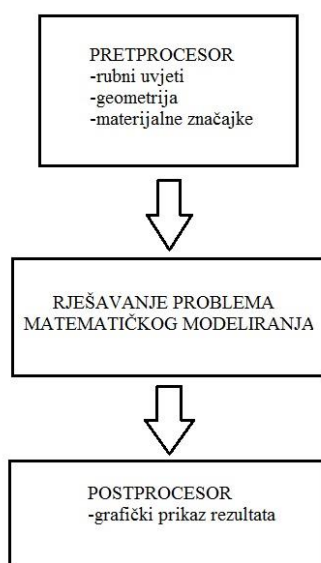 PRETPROCESOR
-rubni uvjeti
-geometrija
-materijalne značajke
RJEŠAVANJE PROBLEMA
MATEMATIČKOG MODELIRANJA
POSTPROCESOR
-grafički prikaz rezultata